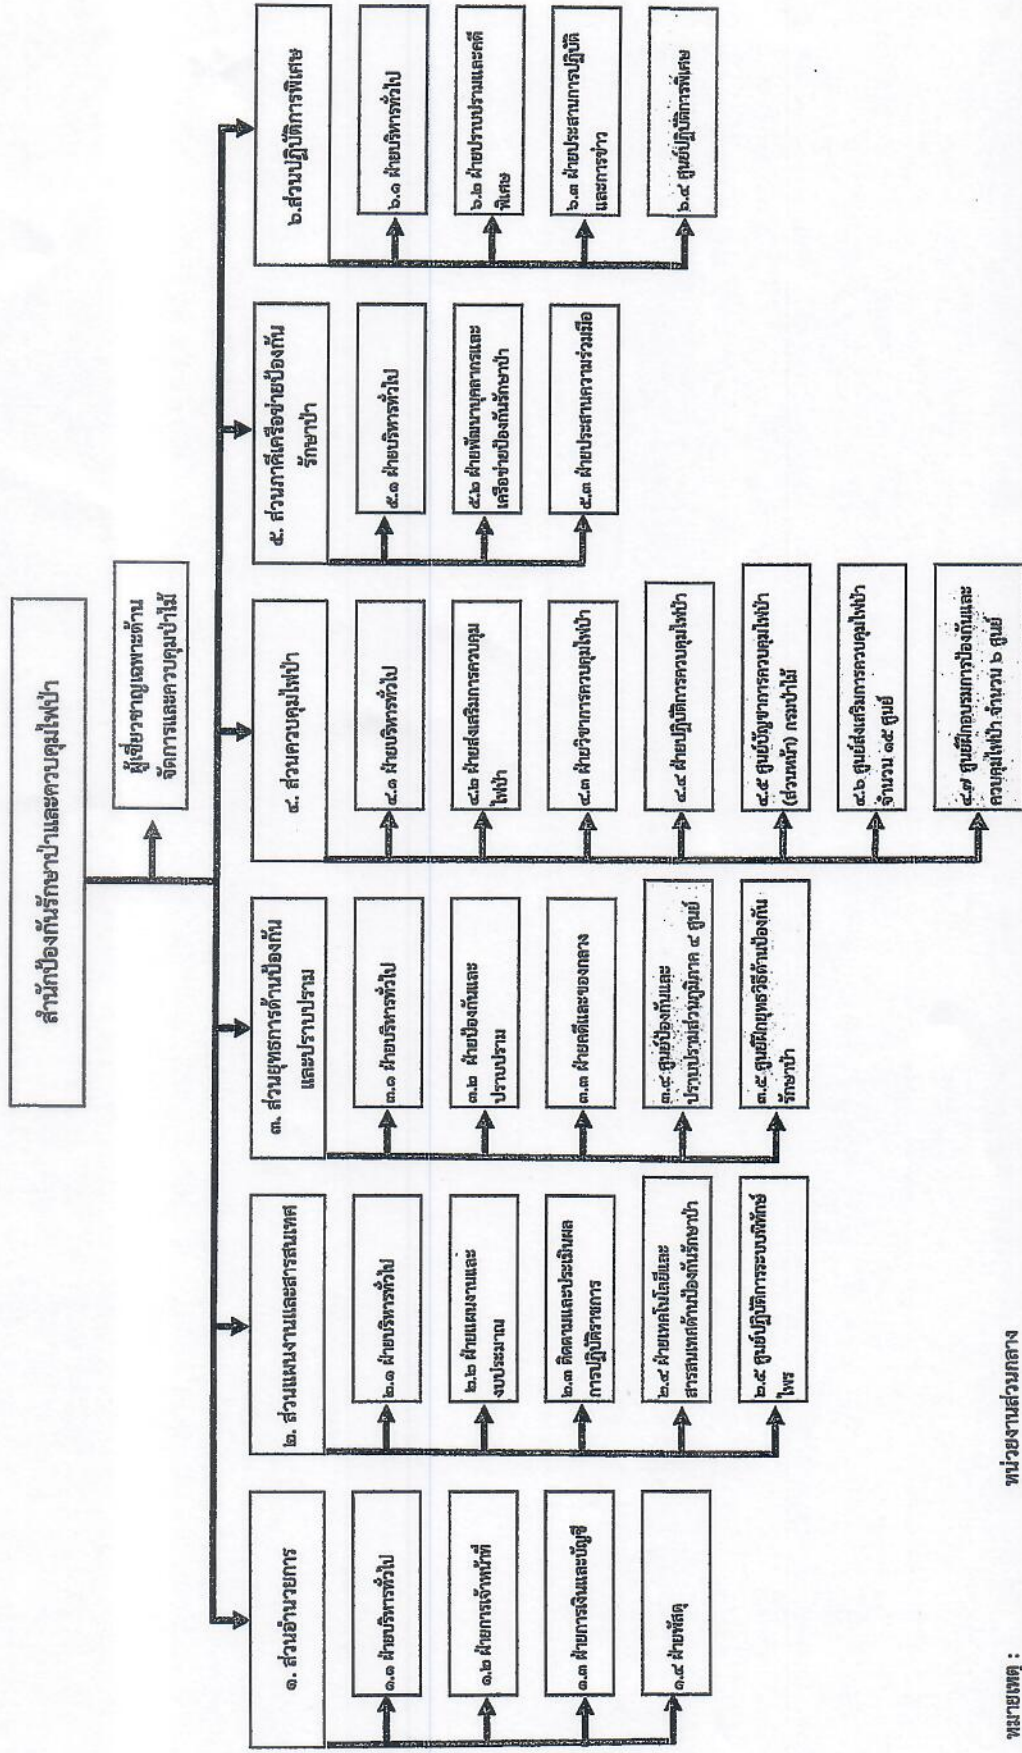 สำนักป้องกันรักษาป่าและควบคุมไฟป่า
ผู้เชี่ยวชาญเฉพาะด้าน
จัดการและควบคุมป่าไม้
๑. ส่วนอำนวยการ
๑.๑ ฝ่ายบริหารทั่วไป
๑.๒ ฝ่ายการเจ้าหน้าที่
๑.๓ ฝ่ายการเงินและบัญชี
๑.๔ ฝ่ายพัสดุ
๒. ส่วนแผนงานและสารสนเทศ
๒.๑ ฝ่ายบริหารทั่วไป
๒.๒ ฝ่ายแผนงานและ
งบประมาณ
๒.๓ ติดตามและประเมินผล
การปฏิบัติราชการ
๒.๔ ฝ่ายเทคโนโลยีและ
สารสนเทศด้านป้องกันรักษาป่า
๒.๕ ศูนย์ปฏิบัติการระบบพิทักษ์
ไพร
๓. ส่วนยุทธการด้านป้องกัน
และปราบปราม
๓.๑ ฝ่ายบริหารทั่วไป
๓.๒ ฝ่ายป้องกันและ
ปราบปราม
๓.๓ ฝ่ายคดีและของกลาง
๓.๔ ศูนย์ป้องกันและ
ปราบปรามส่วนภูมิภาค ๔ ศูนย์
๓.๕ ศูนย์ฝึกยุทธวิธีด้านป้องกัน
รักษาป่า
๔. ส่วนควบคุมไฟป่า
๔.๑ ฝ่ายบริหารทั่วไป
๔.๒ ฝ่ายส่งเสริมการควบคุม
ไฟป่า
๔.๓ ฝ่ายวิชาการควบคุมไฟป่า
๔.๔ ฝ่ายปฏิบัติการควบคุมไฟป่า
๔.๕ ศูนย์บัญชาการควบคุมไฟป่า
(ส่วนหน้า) กรมป่าไม้
๔.๖ ศูนย์ส่งเสริมการควบคุมไฟป่า
จำนวน ๑๕ ศูนย์
๔.๗ ศูนย์ฝึกอบรมการป้องกันและ
ควบคุมไฟป่า จำนวน ๖ ศูนย์
๕. ส่วนภาคีเครือข่ายป้องกัน
รักษาป่า
๕.๑ ฝ่ายบริหารทั่วไป
๕.๒ ฝ่ายพัฒนาบุคลากรและ
เครือข่ายป้องกันรักษาป่า
๕.๓ ฝ่ายประสานความร่วมมือ
๖.ส่วนปฏิบัติการพิเศษ
๖.๑ ฝ่ายบริหารทั่วไป
๖.๒ ฝ่ายปราบปรามและคดี
พิเศษ
๖.๓ ฝ่ายประสานการปฏิบัติ
และการข่าว
๖.๔ ศูนย์ปฏิบัติการพิเศษ
หมายเหตุ : หน่วยงานส่วนกลาง